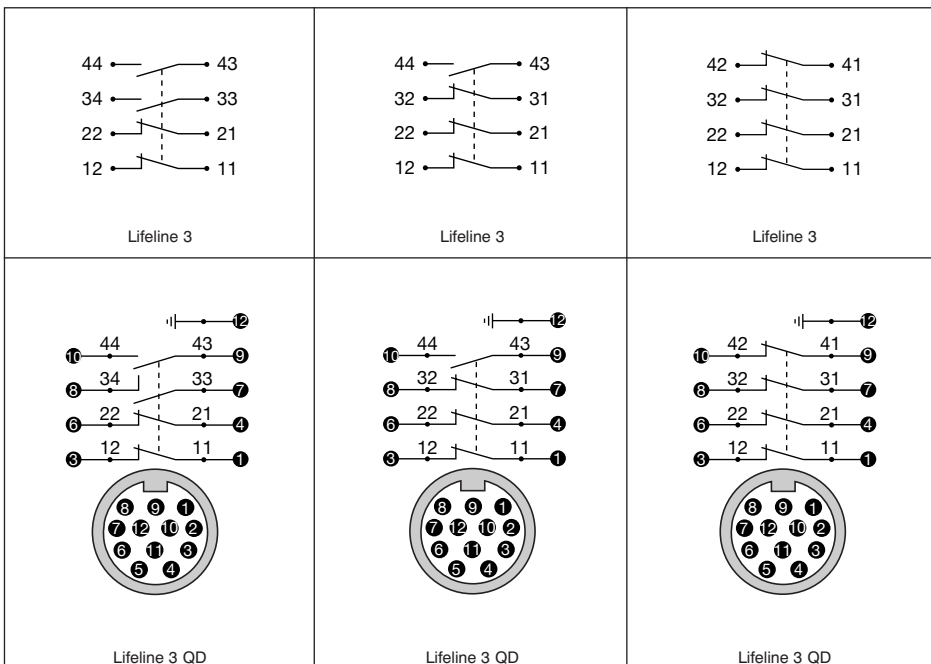 44 43
34 33
22 21
12 11
Lifeline 3
44 43
32 31
22 21
12 11
Lifeline 3
42 41
32 31
22 21
12 11
Lifeline 3
12
10 44 43 9
8 34 33 7
6 22 21 4
3 12 11 1
8 9 1
7 12 10 2
6 11 3
5 4
Lifeline 3 QD
12
10 44 43 9
8 32 31 7
6 22 21 4
3 12 11 1
8 9 1
7 12 10 2
6 11 3
5 4
Lifeline 3 QD
12
10 42 41 9
8 32 31 7
6 22 21 4
3 12 11 1
8 9 1
7 12 10 2
6 11 3
5 4
Lifeline 3 QD